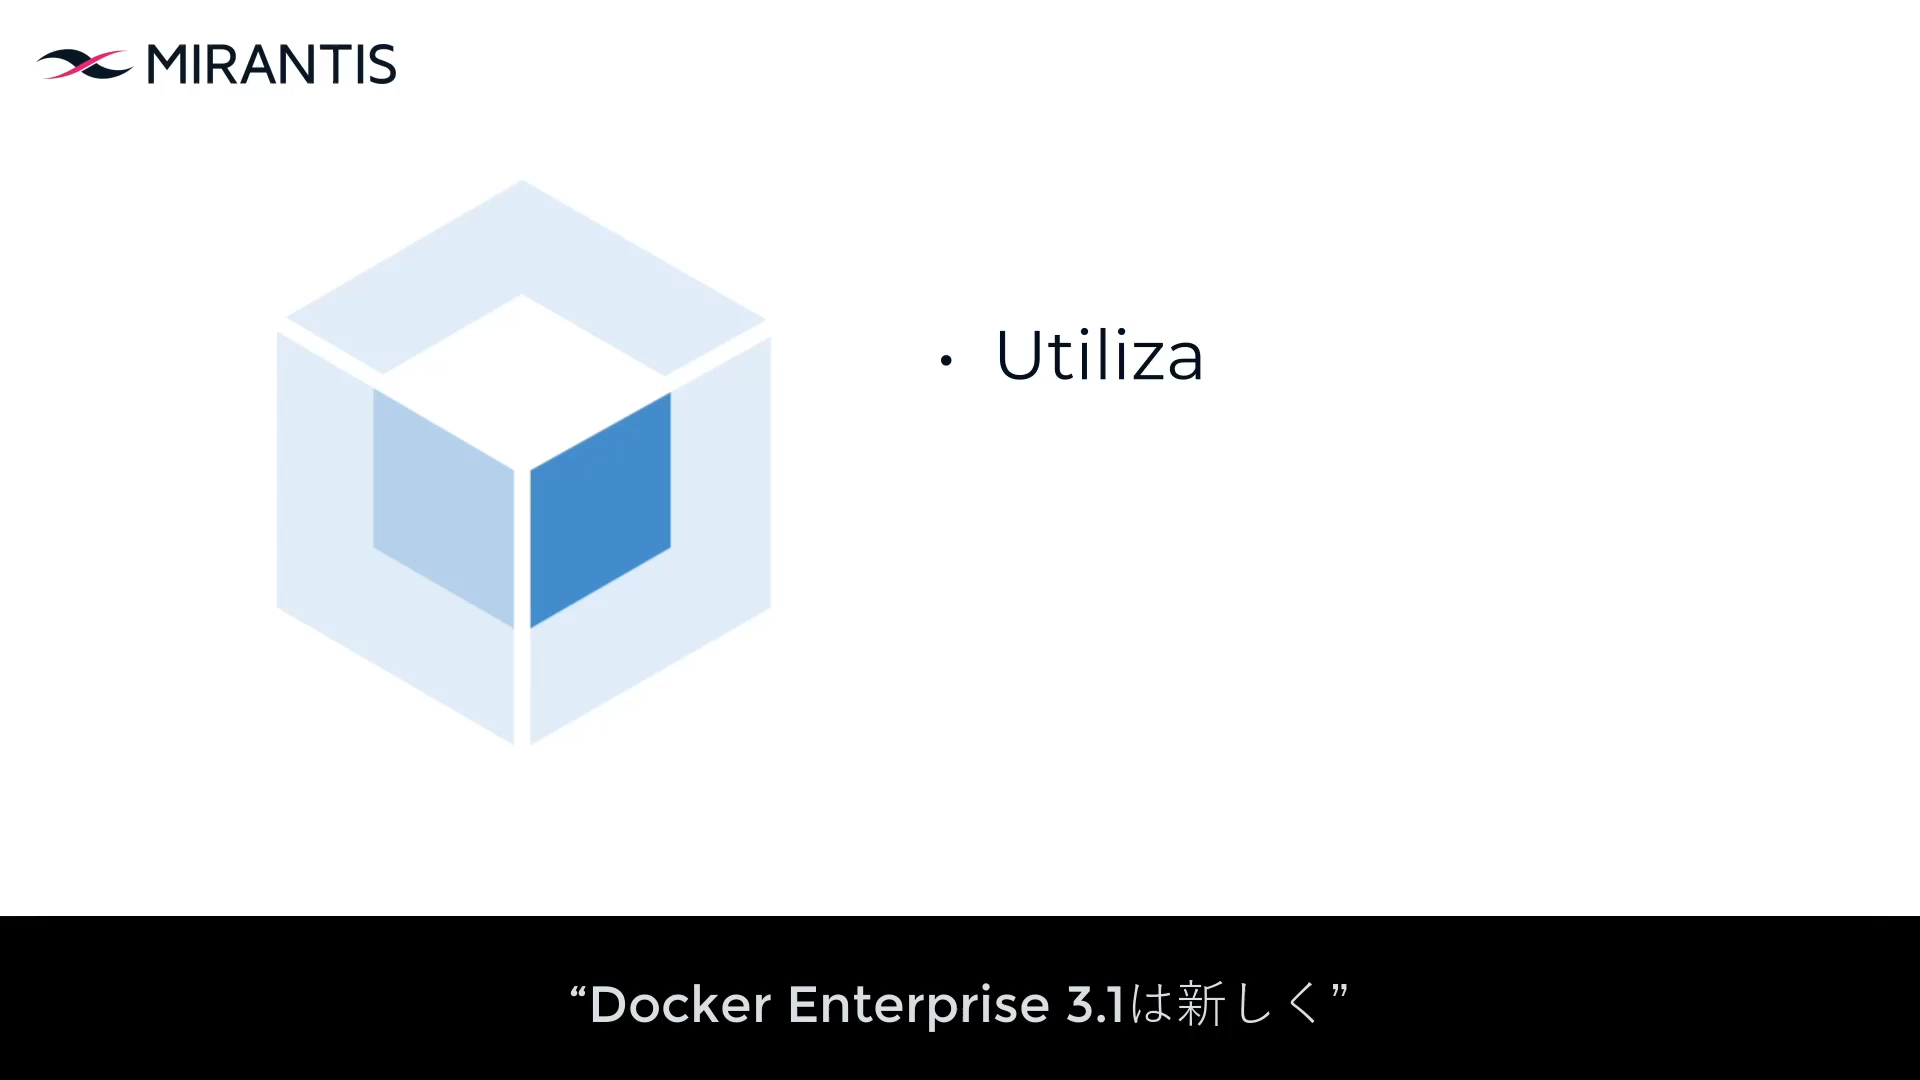 MIRANTIS
• Utiliza
“Docker Enterprise 3.1は新しく”